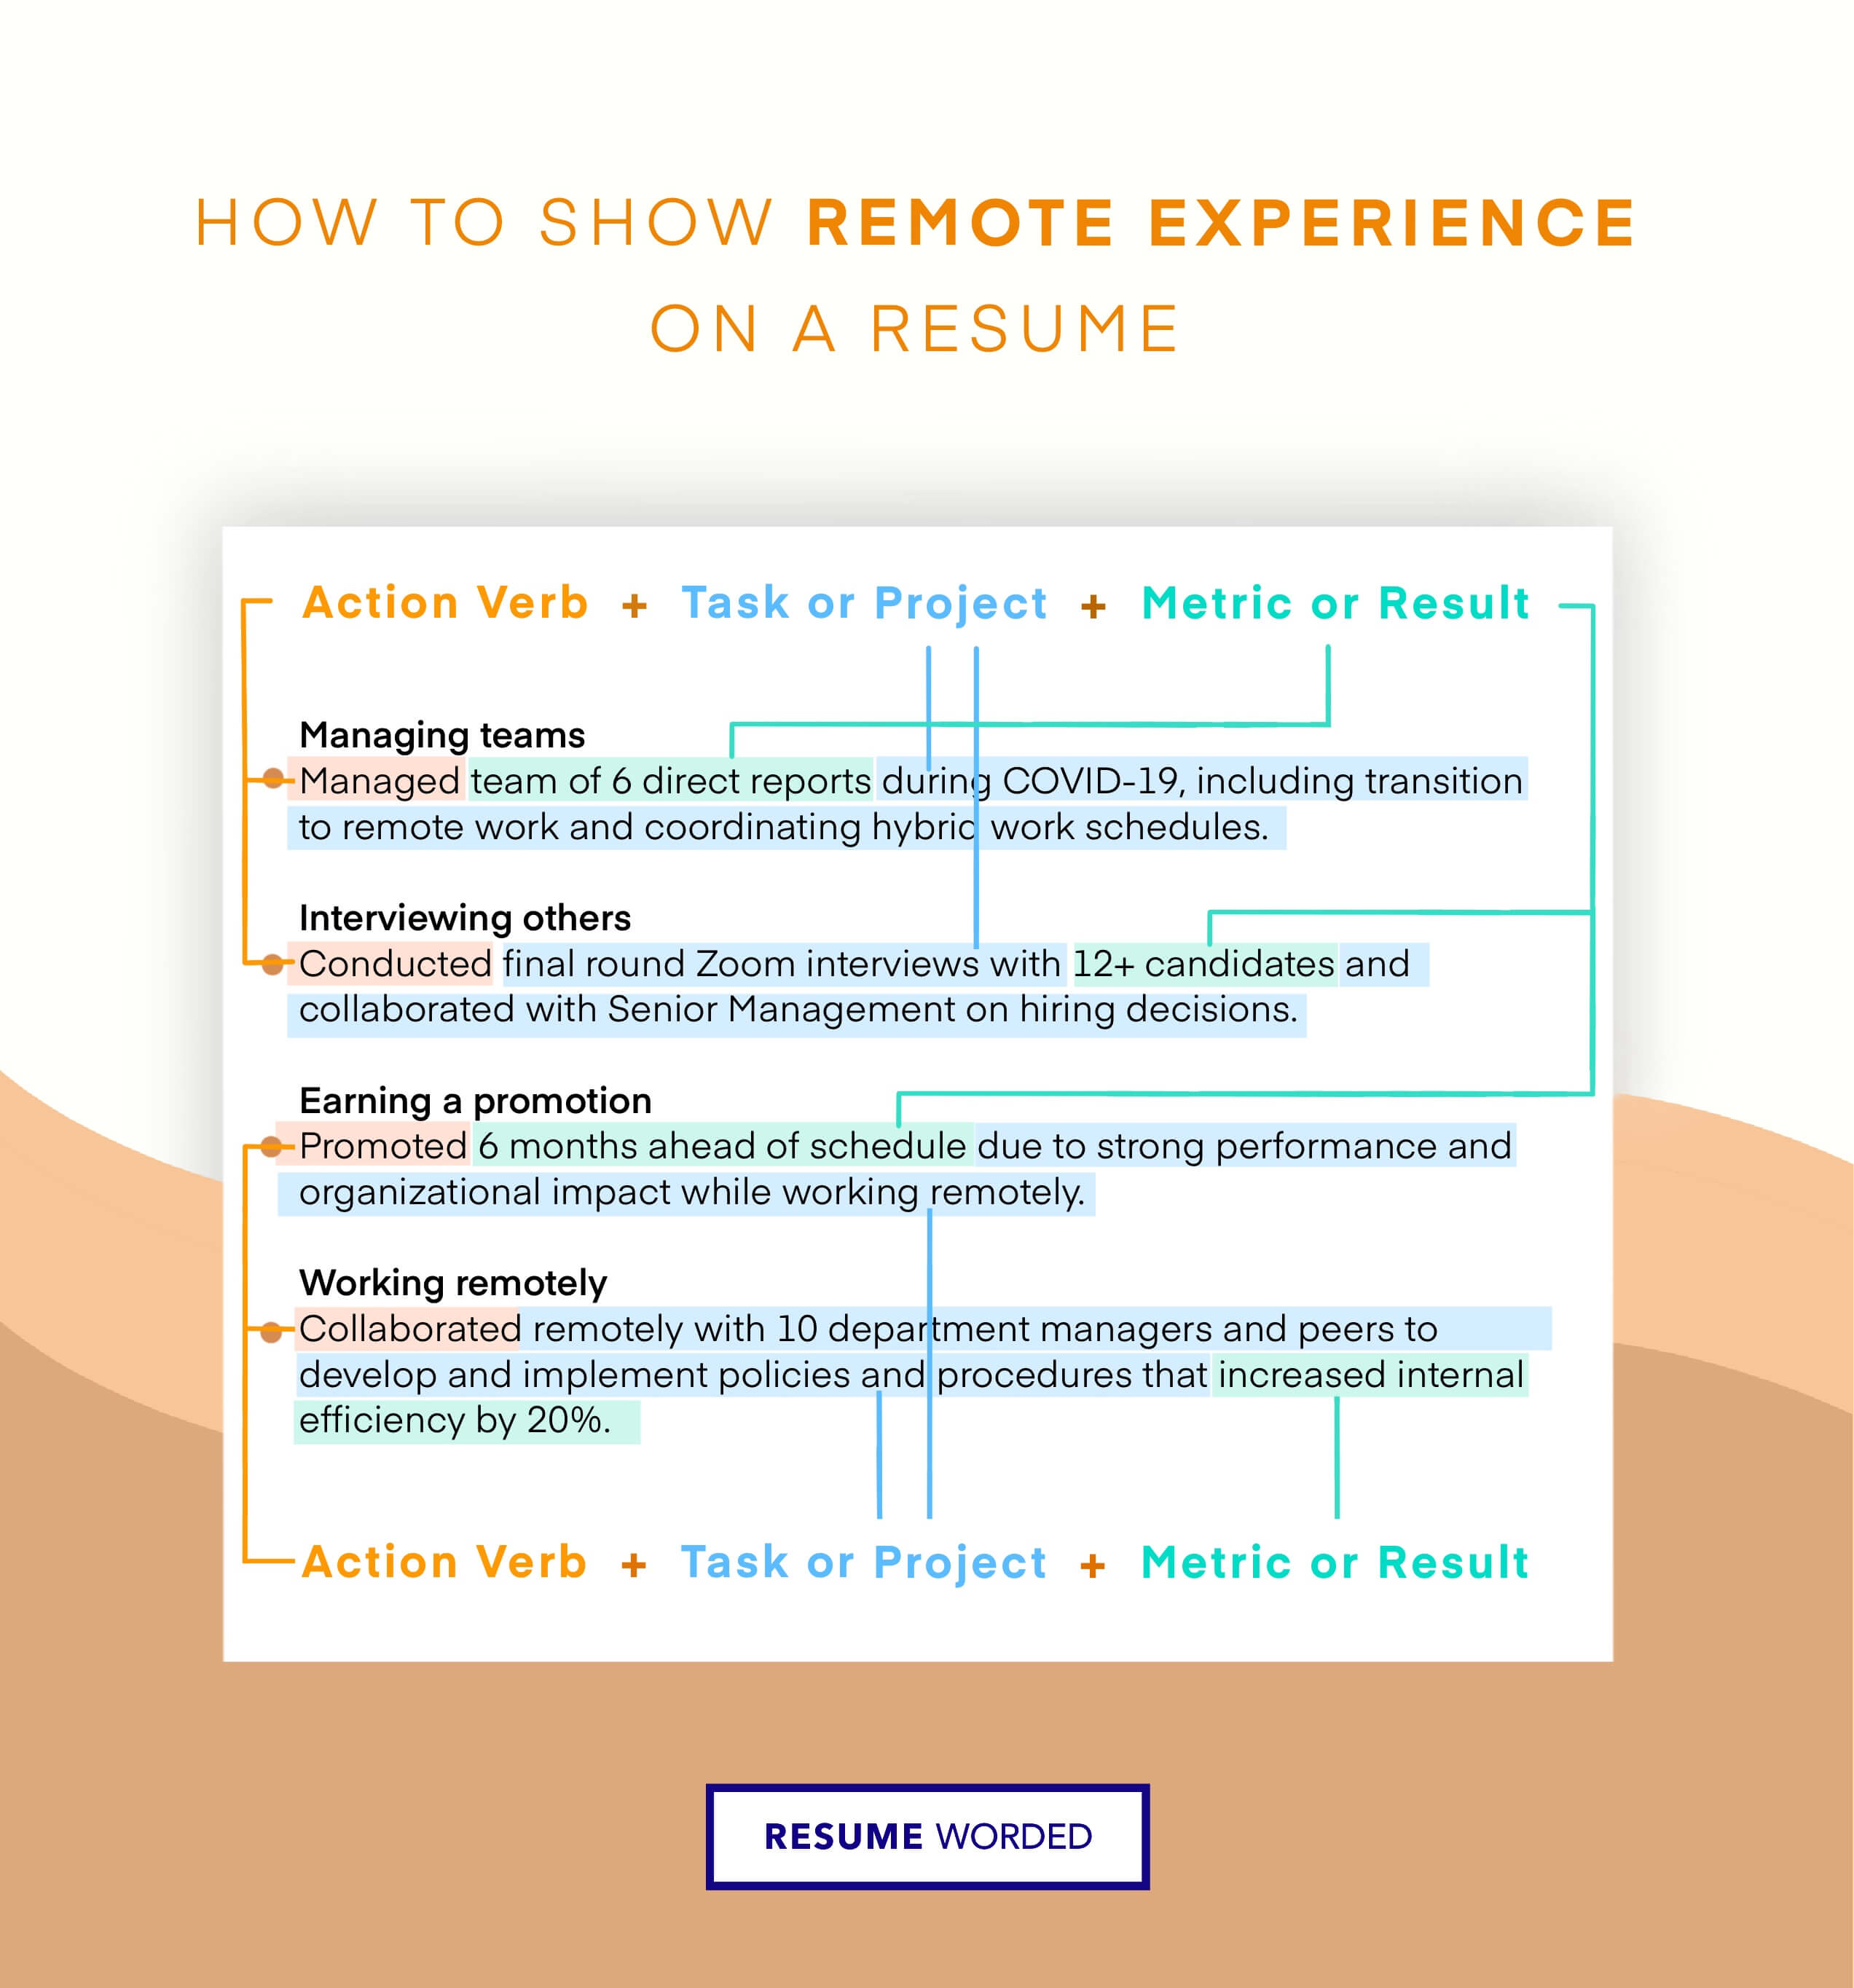 HOW TO SHOW REMOTE EXPERIENCE
ON A RESUME
Action Verb + Task or Project + Metric or Result
Managing teams
Managed team of 6 direct reports during COVID-19, including transition
to remote work and coordinating hybrid work schedules.
Interviewing others
Conducted final round Zoom interviews with 12+ candidates and
collaborated with Senior Management on hiring decisions.
Earning a promotion
Promoted 6 months ahead of schedule due to strong performance and
organizational impact while working remotely.
Working remotely
Collaborated remotely with 10 department managers and peers to
develop and implement policies and procedures that increased internal
efficiency by 20%.
Action Verb + Task or Project + Metric or Result
RESUME WORDED